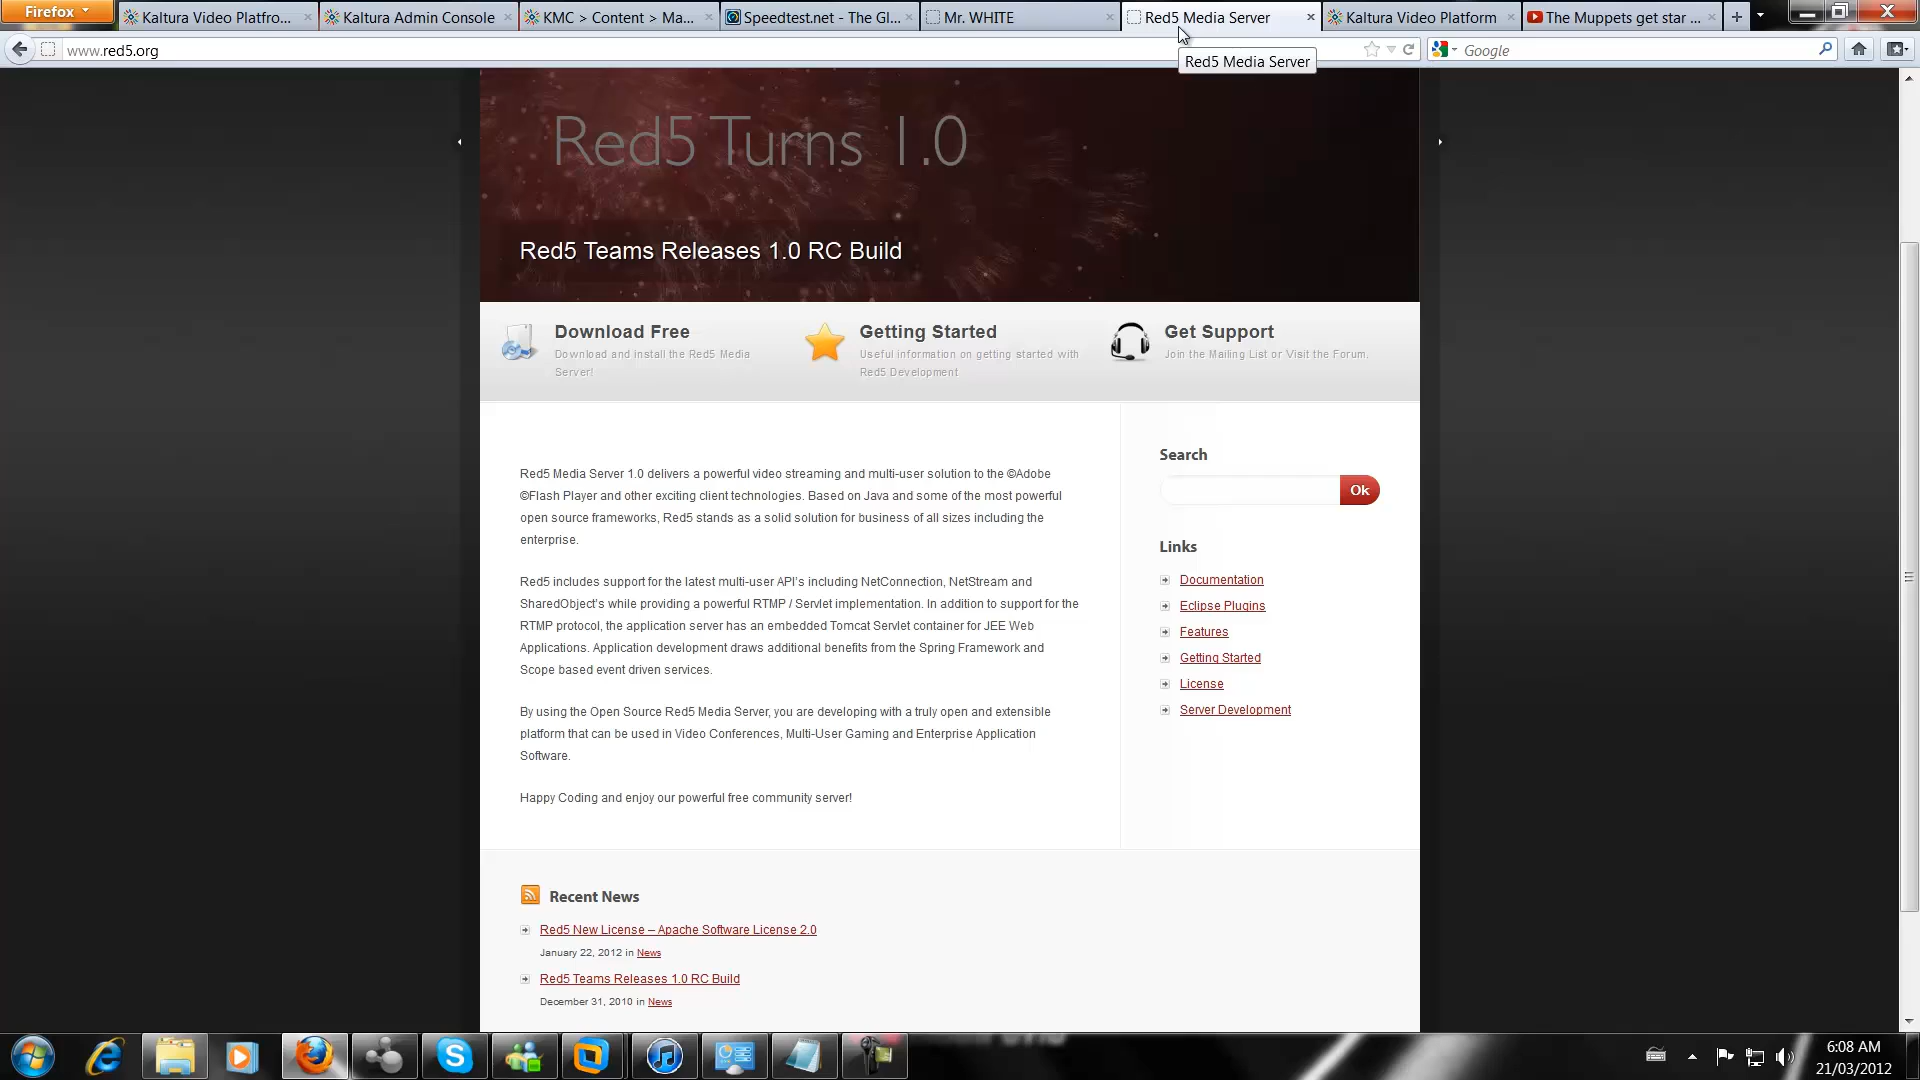 Firefox
Kaltura Video Platfro...
Kaltura Admin Console
KMC > Content > Ma...
Speedtest.net - The Gl...
Mr. WHITE
Red5 Media Server
Kaltura Video Platform
The Muppets get star ...
www.red5.org
Google
Red5 Media Server
Red5 Turns 1.0
Red5 Teams Releases 1.0 RC Build
Download Free
Download and install the Red5 Media
Server!
Getting Started
Useful information on getting started with
Red5 Development
Get Support
Join the Mailing List or Visit the Forum.
Red5 Media Server 1.0 delivers a powerful video streaming and multi-user solution to the ©Adobe
©Flash Player and other exciting client technologies. Based on Java and some of the most powerful
open source frameworks, Red5 stands as a solid solution for business of all sizes including the
enterprise.
Red5 includes support for the latest multi-user API's including NetConnection, NetStream and
SharedObject's while providing a powerful RTMP / Servlet implementation. In addition to support for the
RTMP protocol, the application server has an embedded Tomcat Servlet container for JEE Web
Applications. Application development draws additional benefits from the Spring Framework and
Scope based event driven services.
By using the Open Source Red5 Media Server, you are developing with a truly open and extensible
platform that can be used in Video Conferences, Multi-User Gaming and Enterprise Application
Software.
Happy Coding and enjoy our powerful free community server!
Search
Ok
Links
Documentation
Eclipse Plugins
Features
Getting Started
License
Server Development
Recent News
Red5 New License – Apache Software License 2.0
January 22, 2012 in News
Red5 Teams Releases 1.0 RC Build
December 31, 2010 in News
6:08 AM
21/03/2012